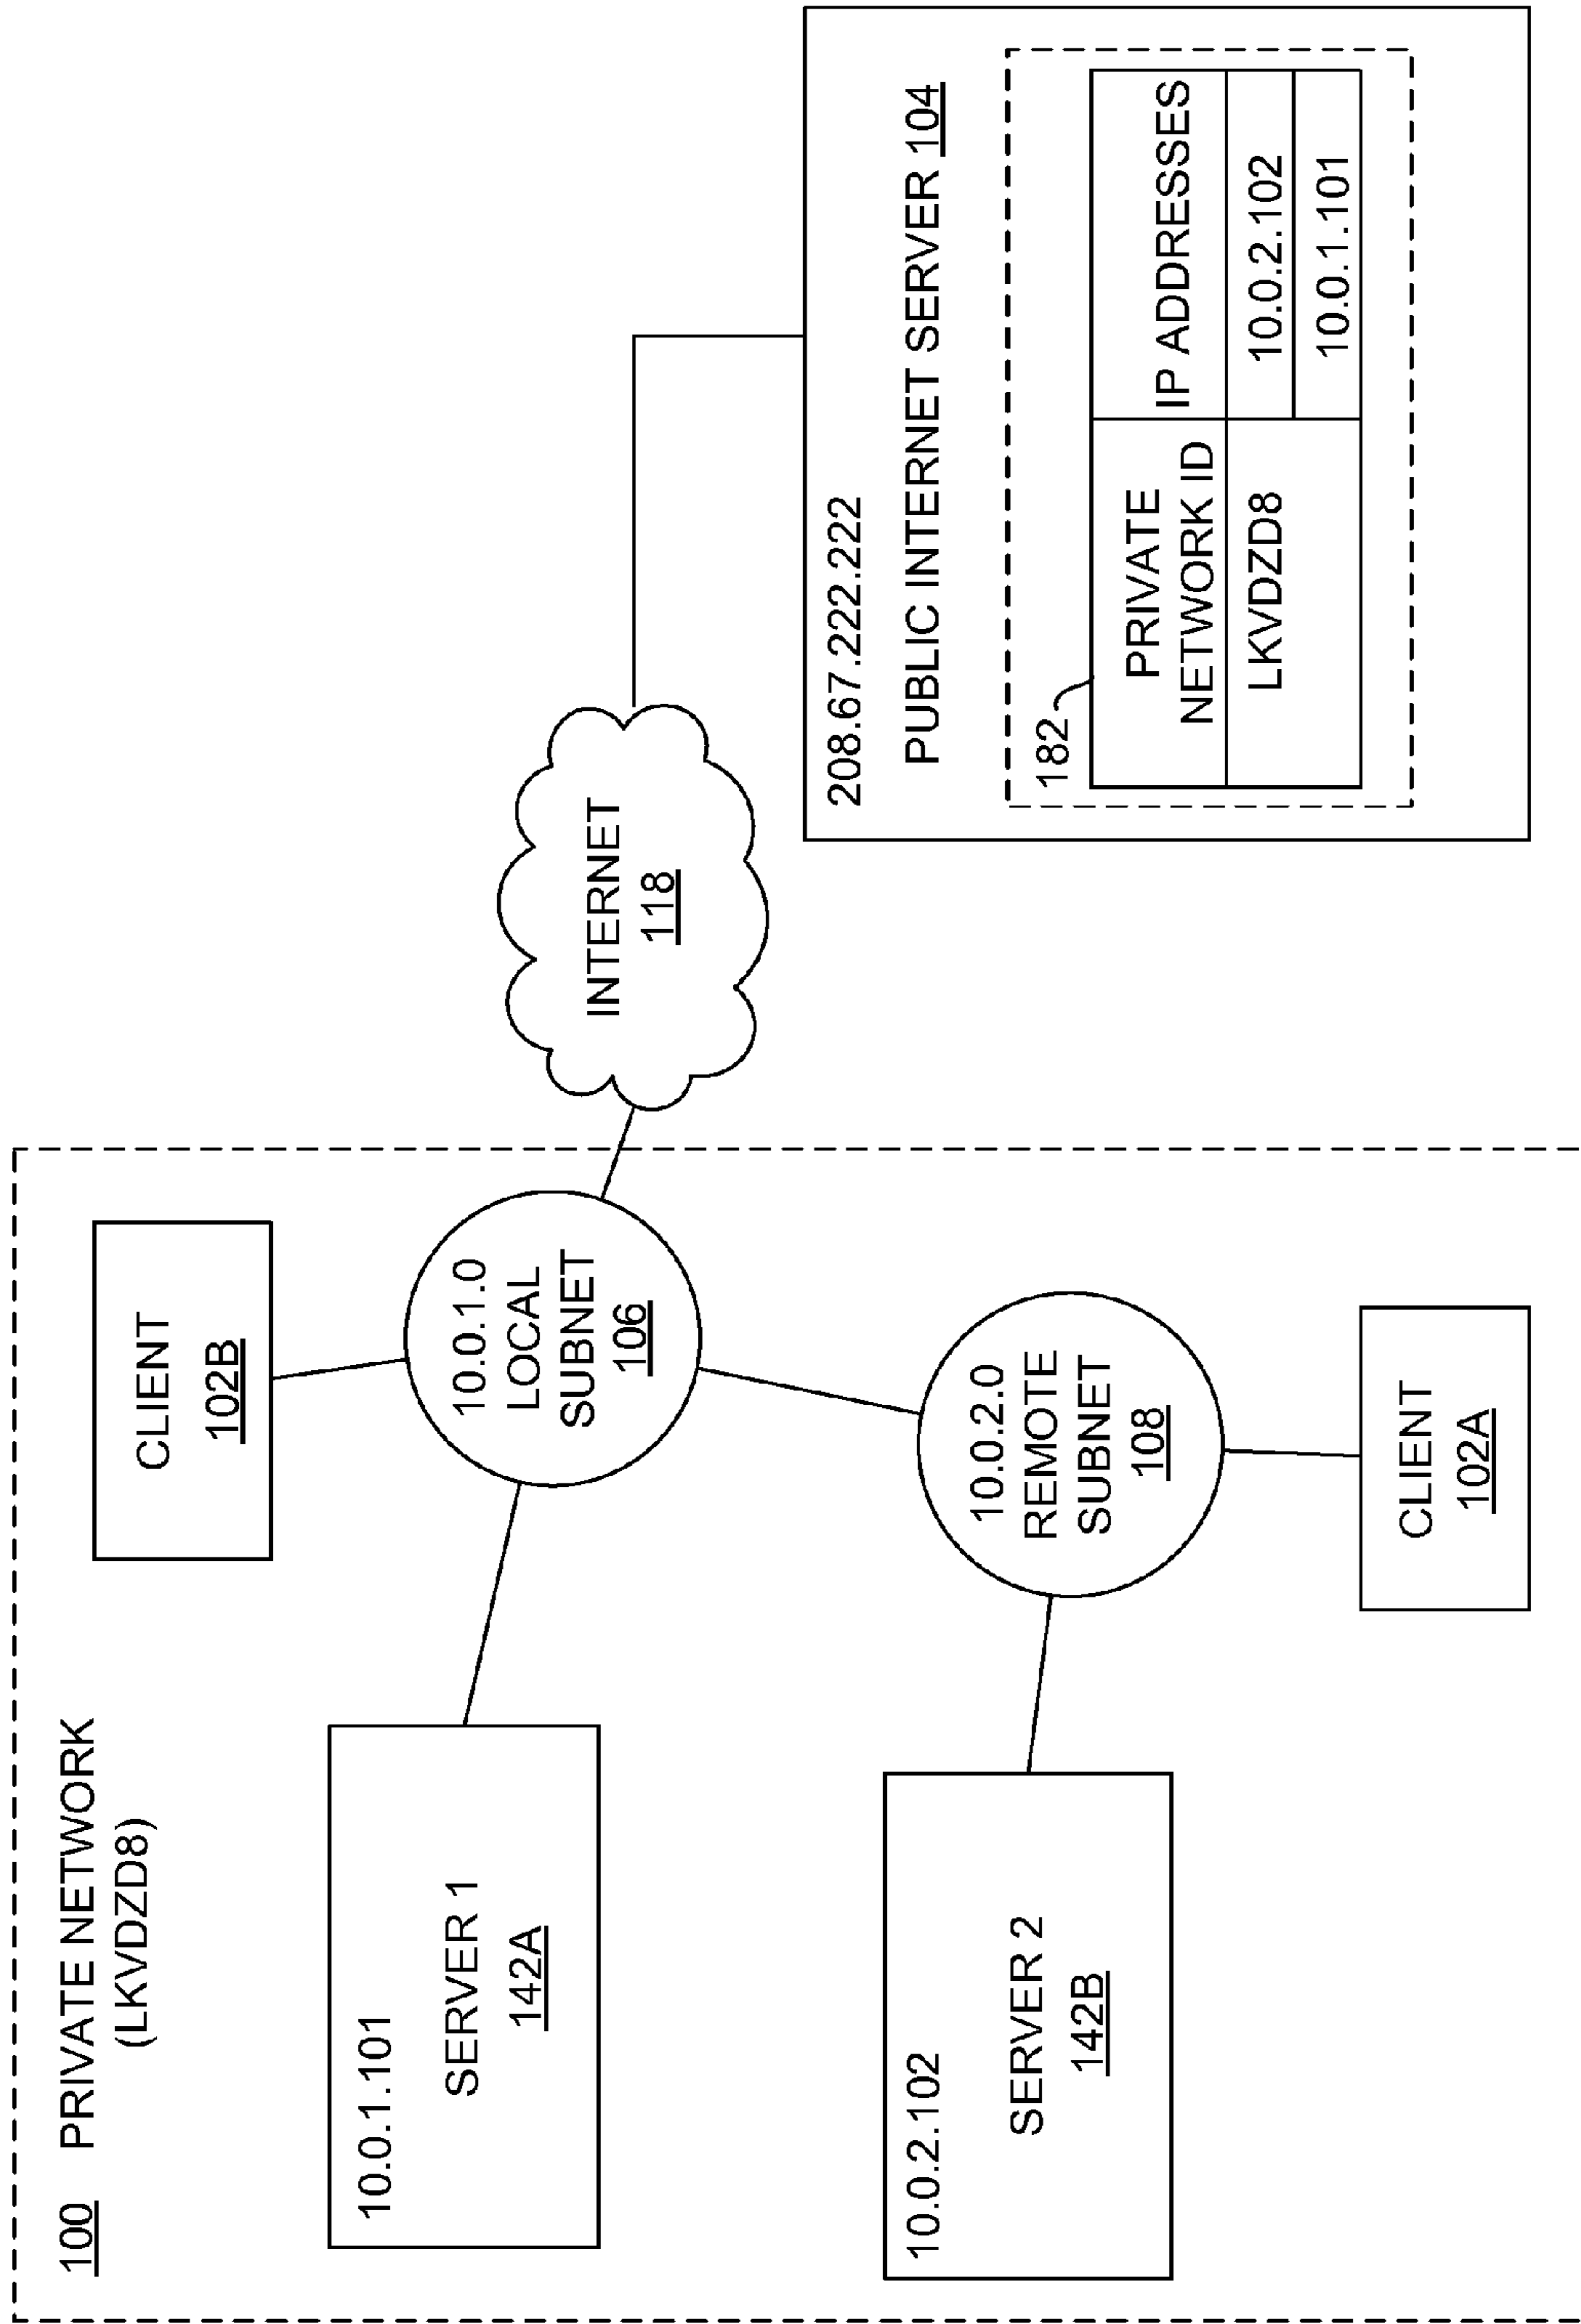 100 PRIVATE NETWORK
(LKVDZD8)
10.0.1.101
SERVER 1
142A
10.0.2.102
SERVER 2
142B
CLIENT
102B
10.0.1.0
LOCAL
SUBNET
106
10.0.2.0
REMOTE
SUBNET
108
CLIENT
102A
INTERNET
118
208.67.222.222
PUBLIC INTERNET SERVER 104
182
PRIVATE
NETWORK ID
IP ADDRESSES
LKVDZD8
10.0.2.102
10.0.1.101